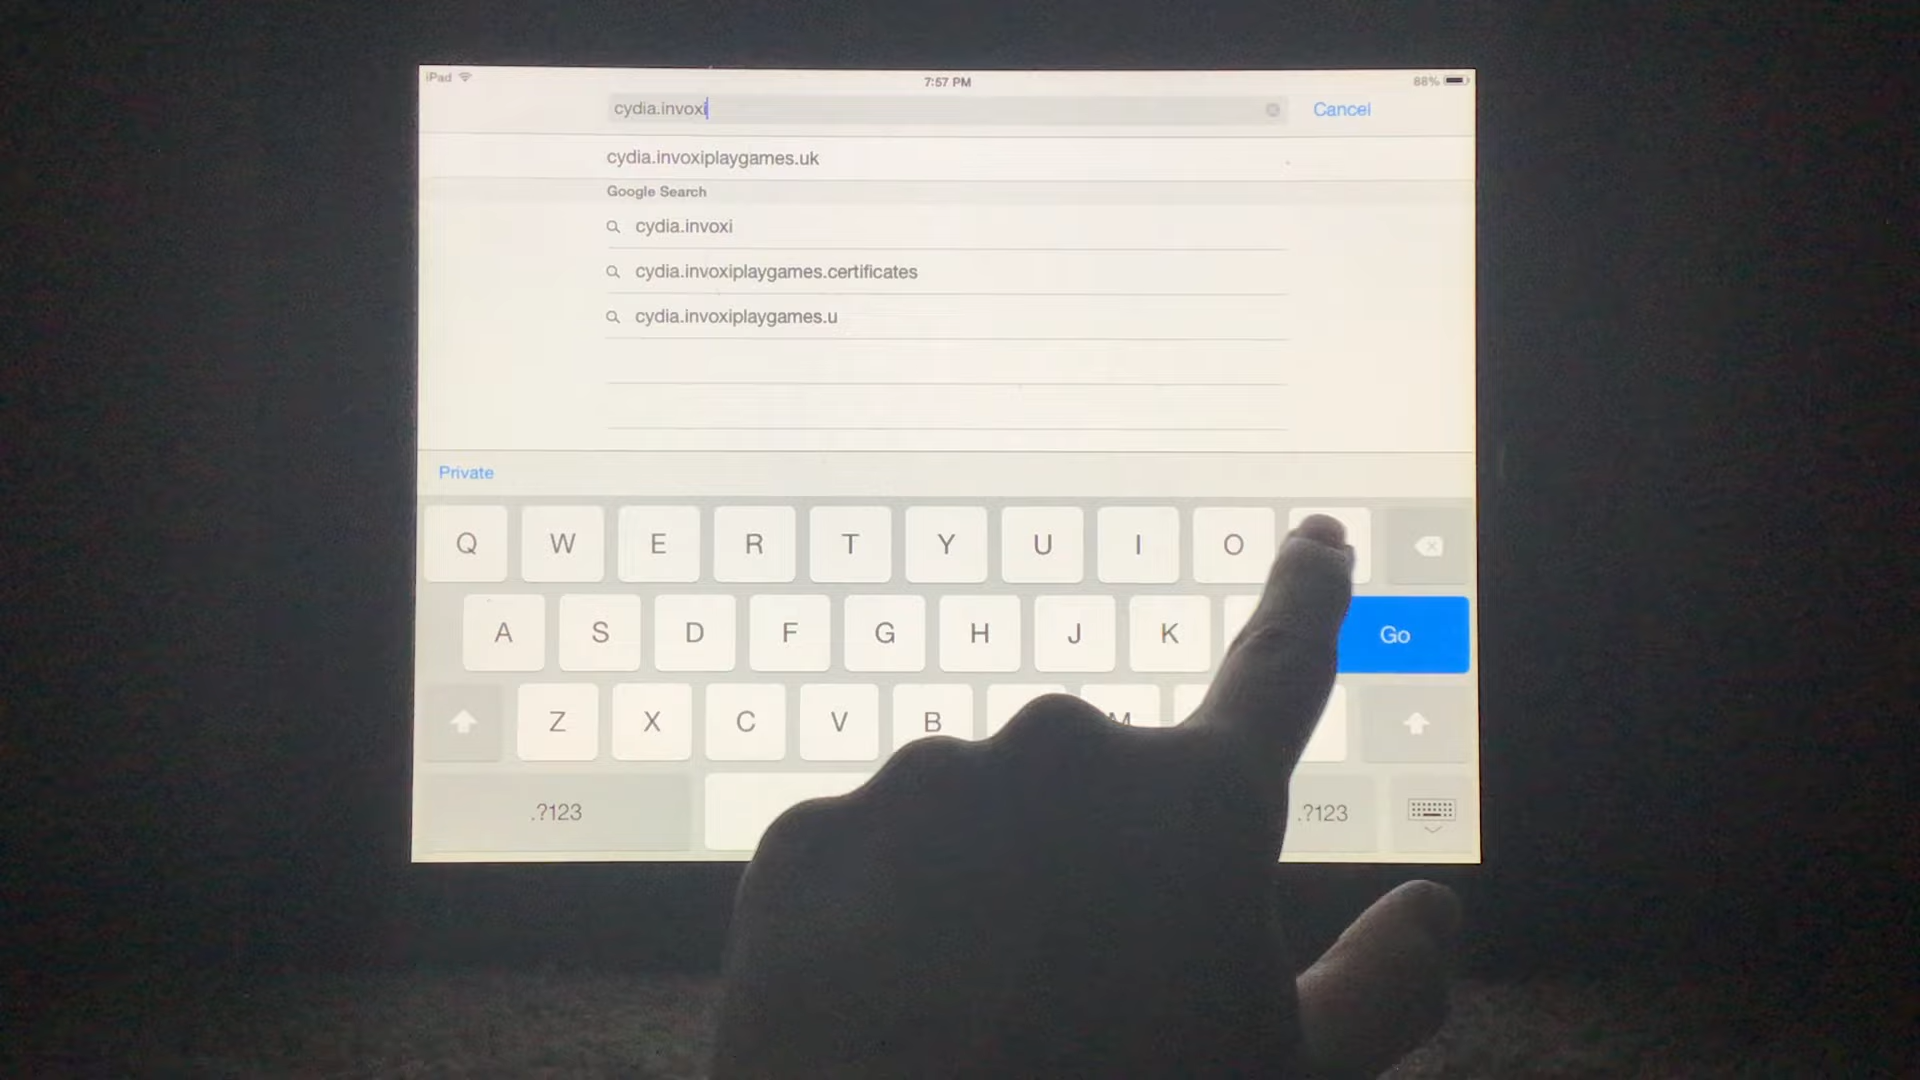 iPad 7:57 PM 88%
cydia.invoxi Cancel
cydia.invoxiplaygames.uk
Google Search
cydia.invoxi
cydia.invoxiplaygames.certificates
cydia.invoxiplaygames.u
Private
Q W E R T Y U I O
A S D F G H J K Go
Z X C V B M
.?123 .?123